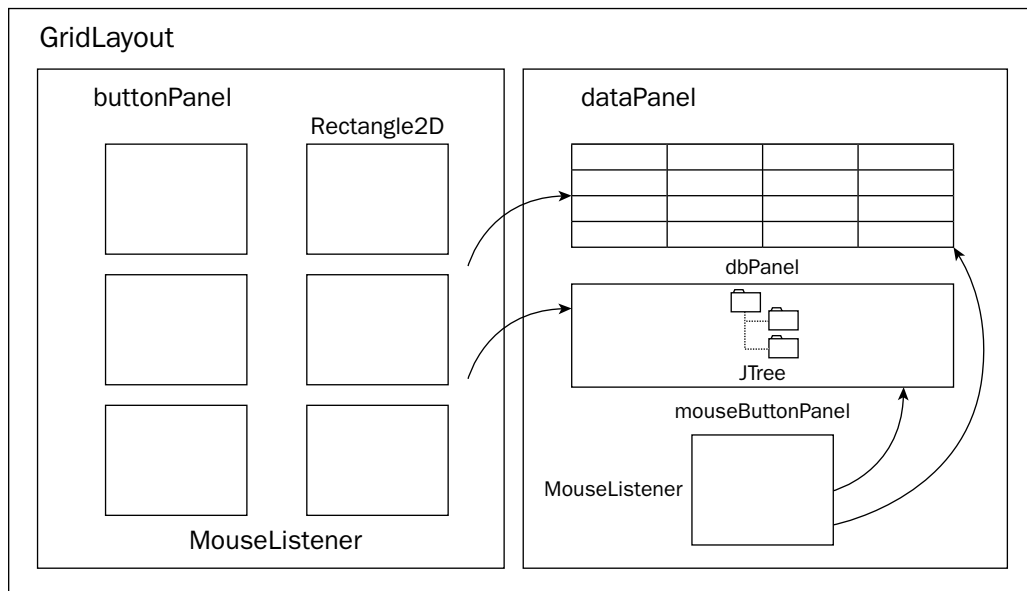 GridLayout
buttonPanel
Rectangle2D
MouseListener
dataPanel
dbPanel
JTree
mouseButtonPanel
MouseListener